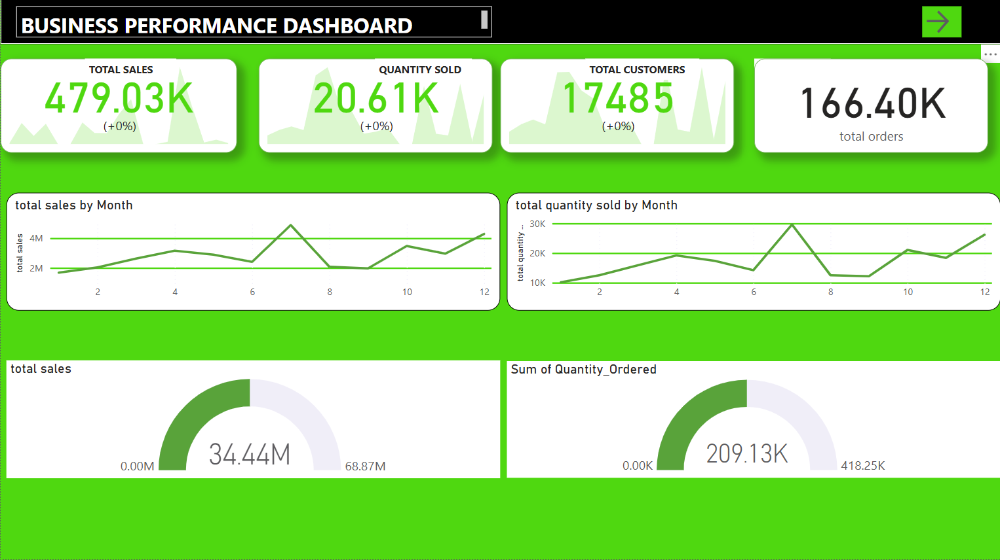 BUSINESS PERFORMANCE DASHBOARD
TOTAL SALES
479.03K
(+0%)
QUANTITY SOLD
20.61K
(+0%)
TOTAL CUSTOMERS
17485
(+0%)
166.40K
total orders
total sales by Month
total sales
4M
2M
2 4 6 8 10 12
total quantity sold by Month
total quantity ...
30K
20K
10K
2 4 6 8 10 12
total sales
34.44M
0.00M
68.87M
Sum of Quantity_Ordered
209.13K
0.00K
418.25K